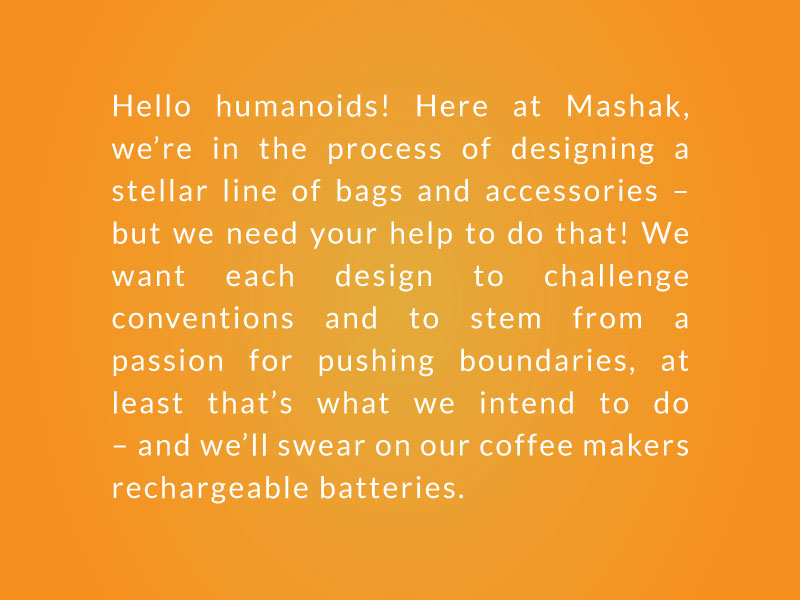 Hello humanoids! Here at Mashak,
we’re in the process of designing a
stellar line of bags and accessories –
but we need your help to do that! We
want each design to challenge
conventions and to stem from a
passion for pushing boundaries, at
least that’s what we intend to do
– and we’ll swear on our coffee makers
rechargeable batteries.